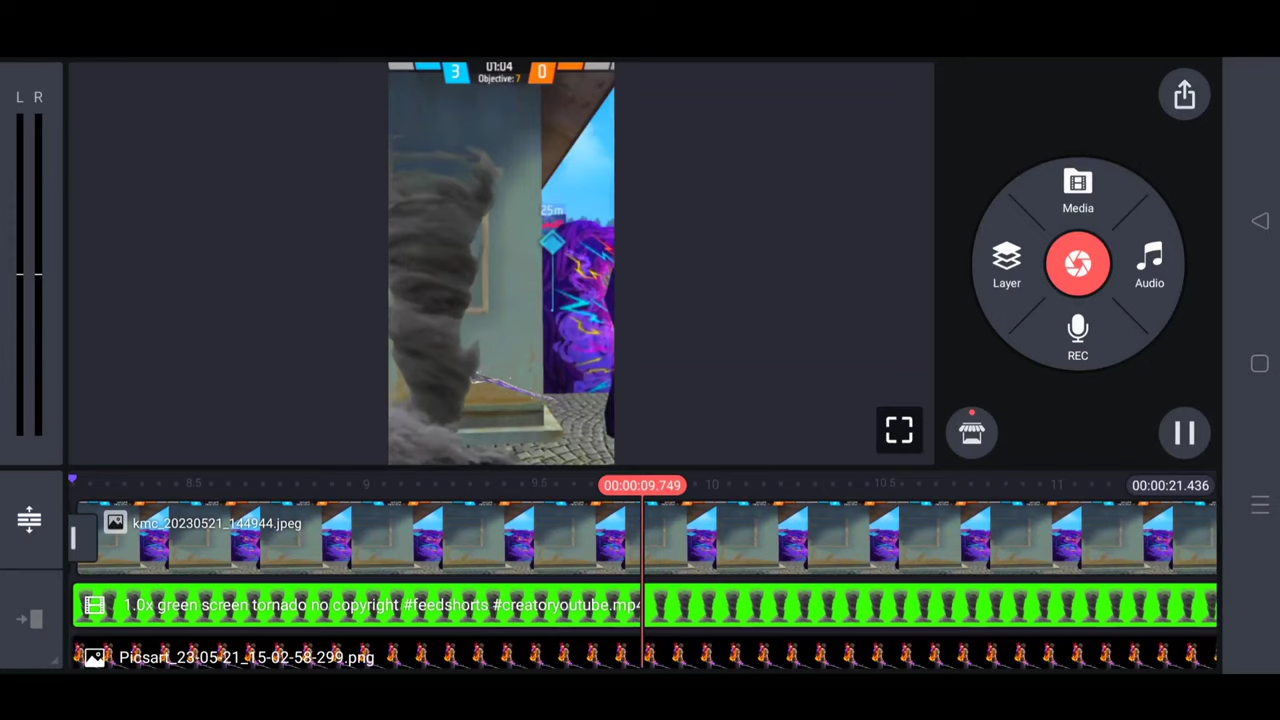 L R
3 01:04 0
Objective: 7
25m
Media
Layer
Audio
REC
8.5 9 9.5 00:00:09.749 10 10.5 11 00:00:21.436
kmc_20230521_144944.jpeg
1.0x green screen tornado no copyright #feedshorts #creatoryoutube.mp4
Picsart_23-05-21_15-02-58-299.png